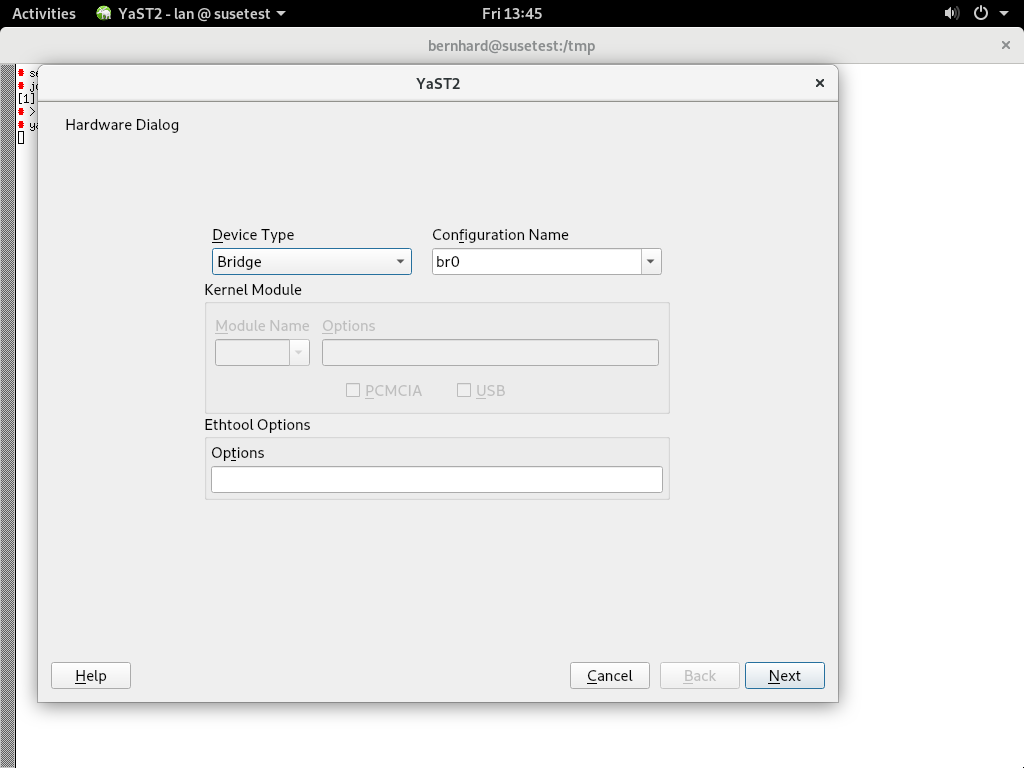 Activities YaST2 - lan @ susetest Fri 13:45
bernhard@susetest:/tmp
YaST2
Hardware Dialog
[1]
>
Device Type Configuration Name
Bridge br0
Kernel Module
Module Name Options
PCMCIA USB
Ethtool Options
Options
Help Cancel Back Next